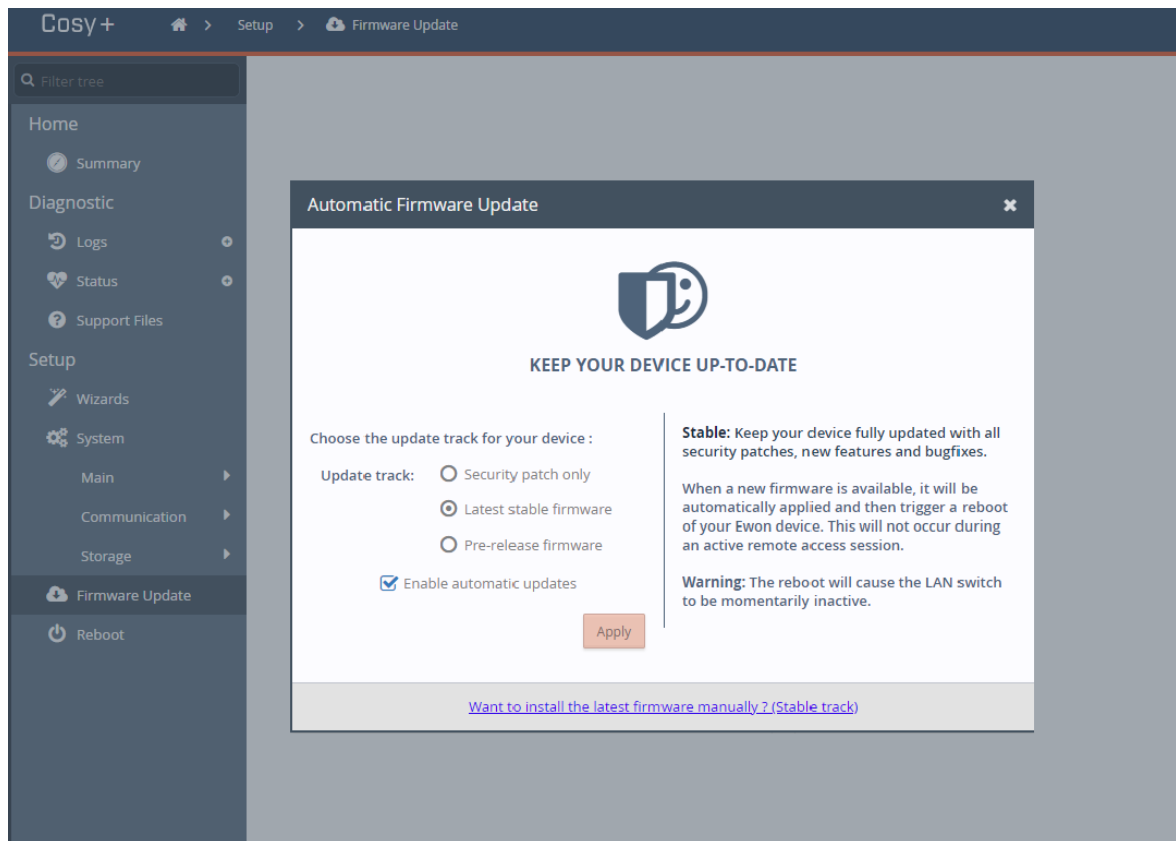 Cosy+
Setup
Firmware Update
Filter tree
Home
Summary
Diagnostic
Logs
Status
Support Files
Setup
Wizards
System
Main
Communication
Storage
Firmware Update
Reboot
Automatic Firmware Update
KEEP YOUR DEVICE UP-TO-DATE
Choose the update track for your device :
Update track:
Security patch only
Latest stable firmware
Pre-release firmware
Enable automatic updates
Apply
Stable: Keep your device fully updated with all
security patches, new features and bugfixes.
When a new firmware is available, it will be
automatically applied and then trigger a reboot
of your Ewon device. This will not occur during
an active remote access session.
Warning: The reboot will cause the LAN switch
to be momentarily inactive.
Want to install the latest firmware manually ? (Stable track)